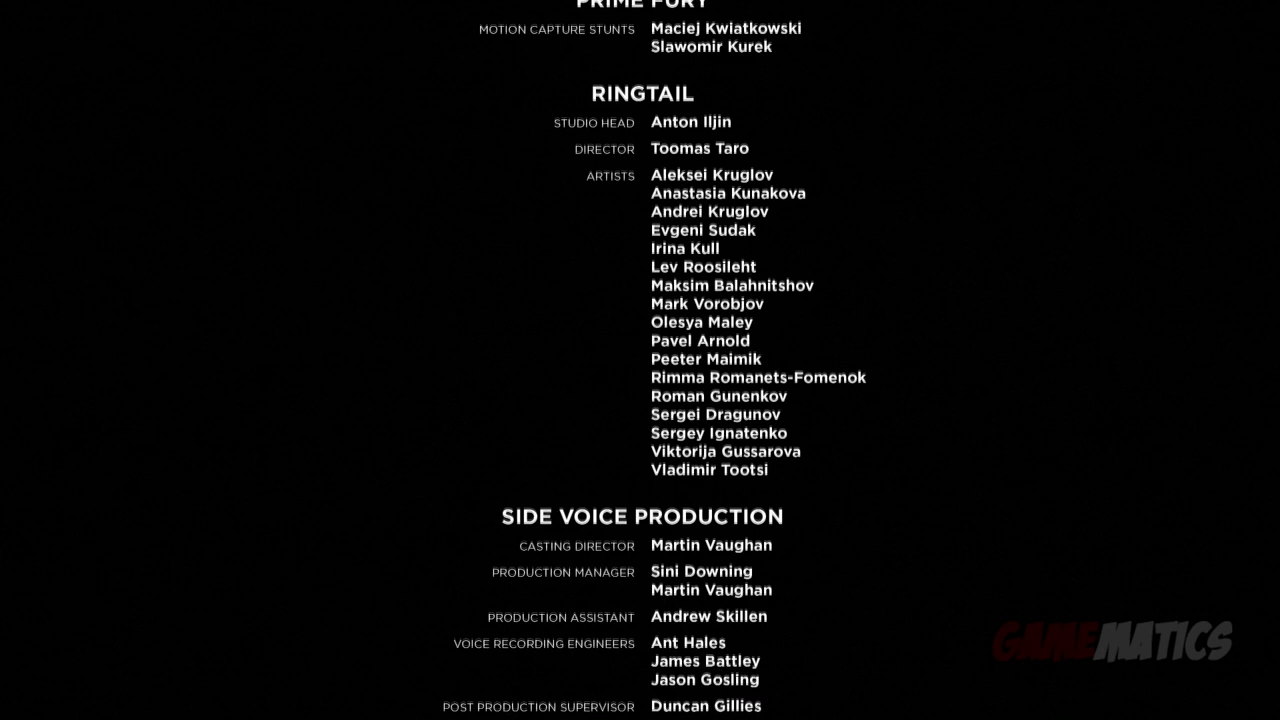 PRIME FURY
MOTION CAPTURE STUNTS Maciej Kwiatkowski
Slawomir Kurek
RINGTAIL
STUDIO HEAD Anton Iljin
DIRECTOR Toomas Taro
ARTISTS Aleksei Kruglov
Anastasia Kunakova
Andrei Kruglov
Evgeni Sudak
Irina Kull
Lev Roosileht
Maksim Balahnitshov
Mark Vorobjov
Olesya Maley
Pavel Arnold
Peeter Maimik
Rimma Romanets-Fomenok
Roman Gunenkov
Sergei Dragunov
Sergey Ignatenko
Viktorija Gussarova
Vladimir Tootsi
SIDE VOICE PRODUCTION
CASTING DIRECTOR Martin Vaughan
PRODUCTION MANAGER Sini Downing
Martin Vaughan
PRODUCTION ASSISTANT Andrew Skillen
VOICE RECORDING ENGINEERS Ant Hales
James Battley
Jason Gosling
POST PRODUCTION SUPERVISOR Duncan Gillies
GAMEMATICS